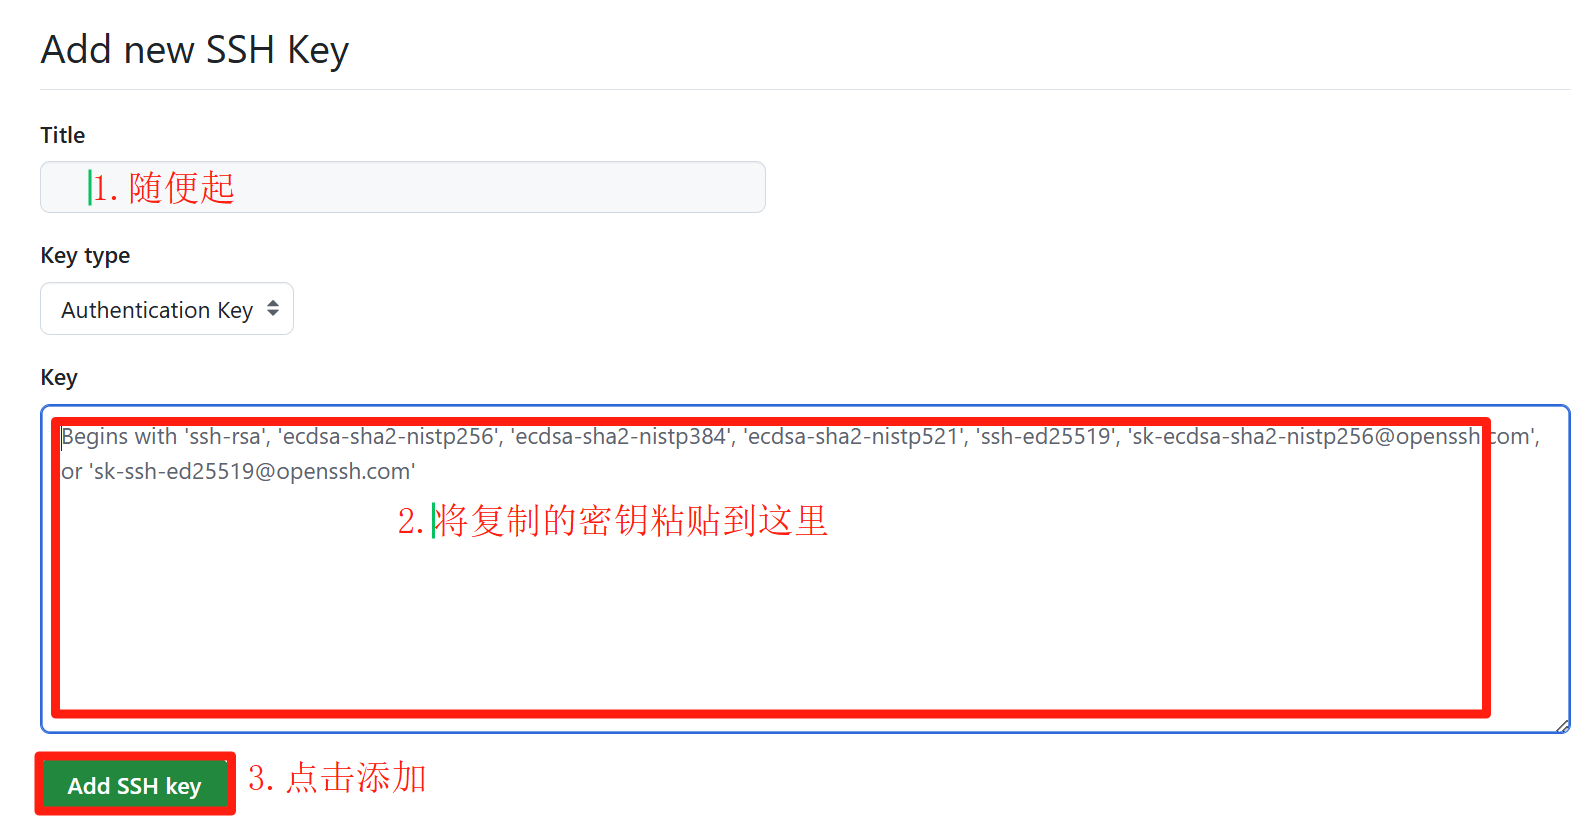 Add new SSH Key
Title
1. 随便起
Key type
Authentication Key
Key
Begins with 'ssh-rsa', 'ecdsa-sha2-nistp256', 'ecdsa-sha2-nistp384', 'ecdsa-sha2-nistp521', 'ssh-ed25519', 'sk-ecdsa-sha2-nistp256@openssh.com',
or 'sk-ssh-ed25519@openssh.com'
2. 将复制的密钥粘贴到这里
Add SSH key 3. 点击添加